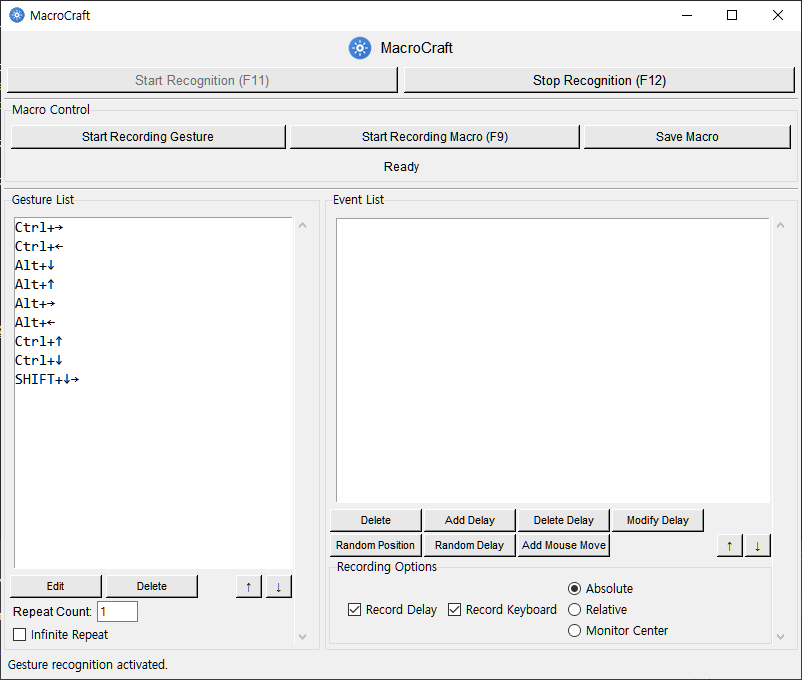 MacroCraft
MacroCraft
Start Recognition (F11) Stop Recognition (F12)
Macro Control
Start Recording Gesture Start Recording Macro (F9) Save Macro
Ready
Gesture List
Ctrl+→
Ctrl+←
Alt+↓
Alt+↑
Alt+→
Alt+←
Ctrl+↑
Ctrl+↓
SHIFT+↓→
Edit Delete ↑ ↓
Repeat Count: 1
Infinite Repeat
Event List
Delete Add Delay Delete Delay Modify Delay
Random Position Random Delay Add Mouse Move ↑ ↓
Recording Options
Record Delay Record Keyboard
Absolute
Relative
Monitor Center
Gesture recognition activated.